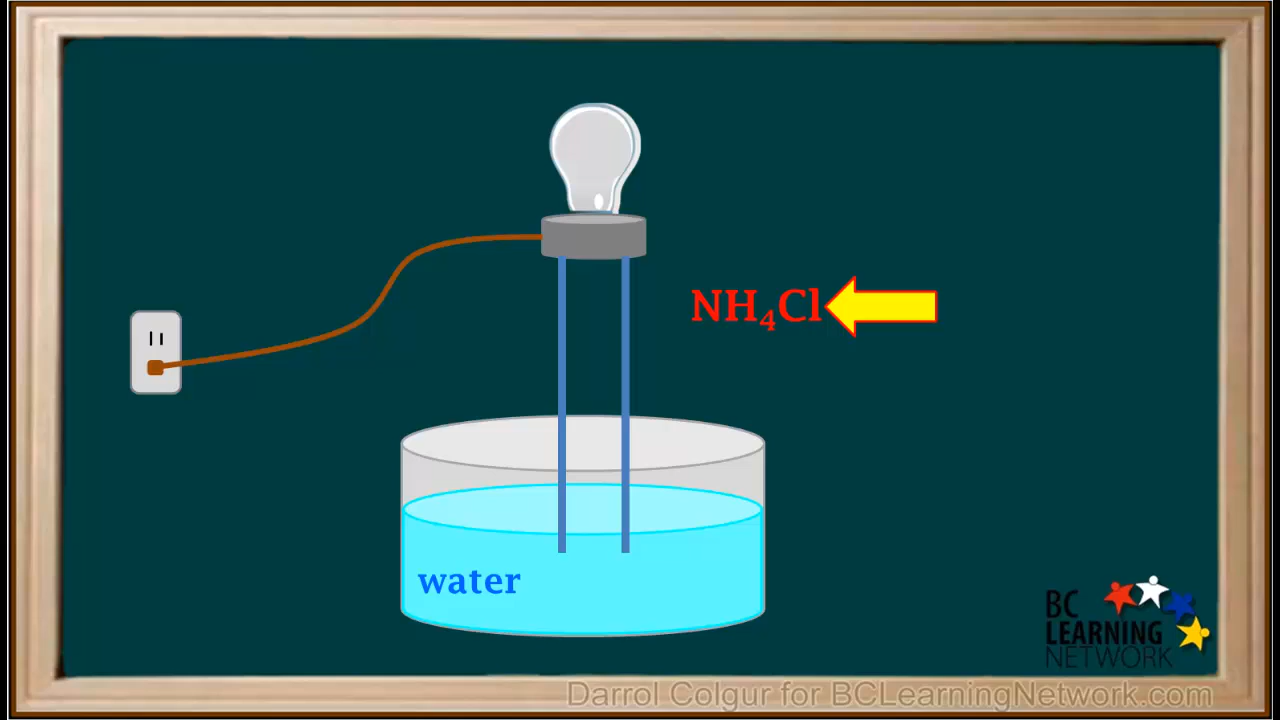 NH₄Cl
water
BC
LEARNING
NETWORK
Darrol Colgur for BCLearningNetwork.com